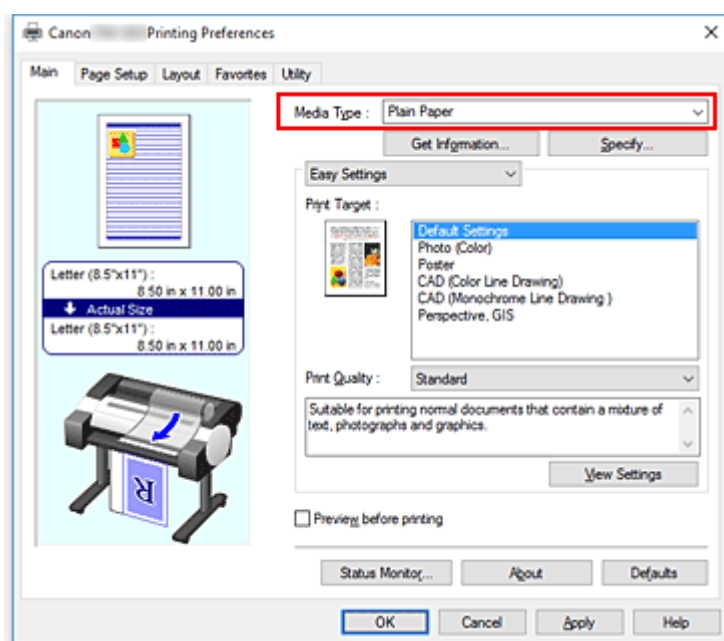 Canon Printing Preferences
Main Page Setup Layout Favorites Utility
Media Type : Plain Paper
Get Information... Specify...
Easy Settings
Print Target :
Default Settings
Photo (Color)
Poster
CAD (Color Line Drawing)
CAD (Monochrome Line Drawing )
Perspective, GIS
Letter (8.5"x11") :
8.50 in x 11.00 in
Actual Size
Letter (8.5"x11") :
8.50 in x 11.00 in
R
Print Quality : Standard
Suitable for printing normal documents that contain a mixture of
text, photographs and graphics.
View Settings
Preview before printing
Status Monitor... About Defaults
OK Cancel Apply Help